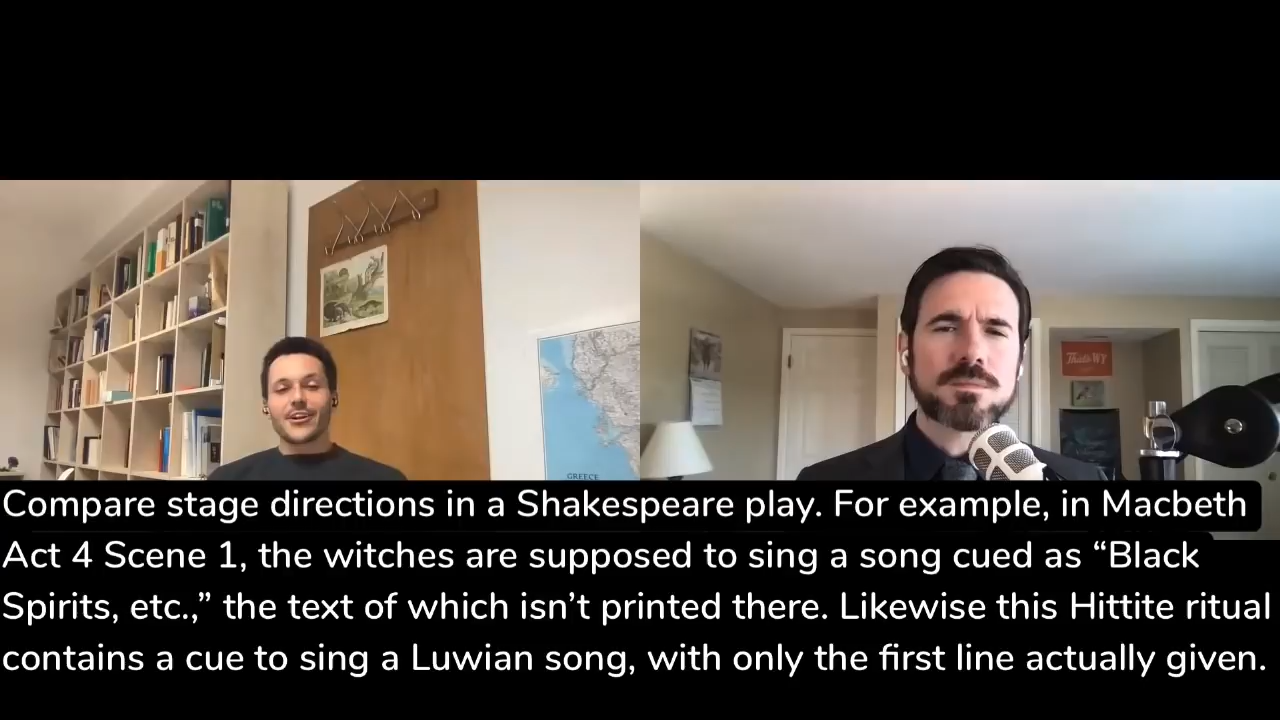 That's WY
GREECE
Compare stage directions in a Shakespeare play. For example, in Macbeth
Act 4 Scene 1, the witches are supposed to sing a song cued as “Black
Spirits, etc.,” the text of which isn’t printed there. Likewise this Hittite ritual
contains a cue to sing a Luwian song, with only the first line actually given.